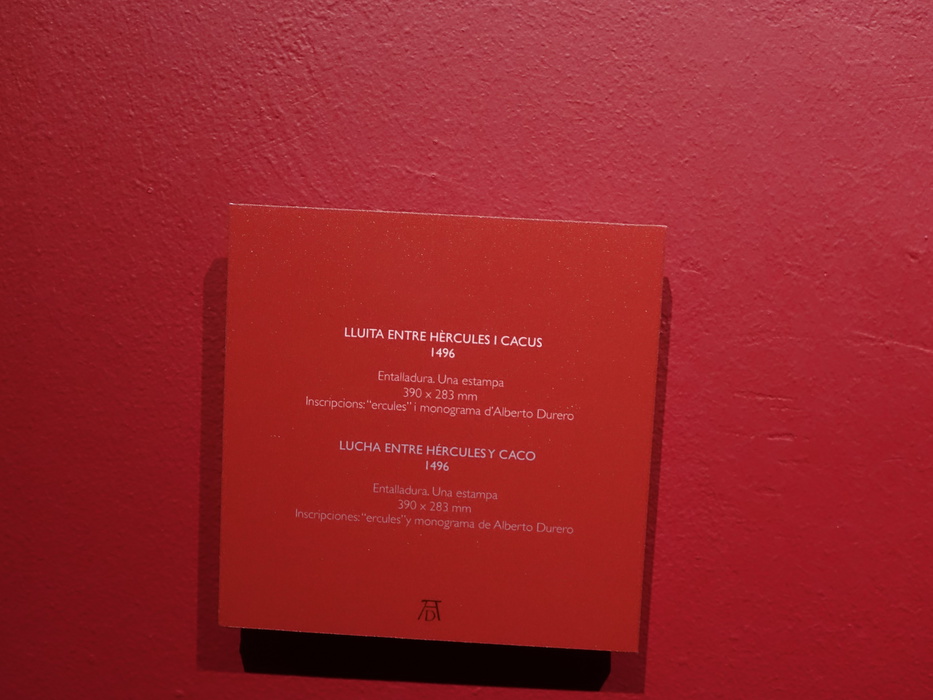 LLUITA ENTRE HÈRCULES I CACUS
1496
Entalladura. Una estampa
390 x 283 mm
Inscripcions: "ercules" i monograma d'Alberto Durero
LUCHA ENTRE HÉRCULES Y CACO
1496
Entalladura. Una estampa
390 x 283 mm
Inscripciones: "ercules" y monograma de Alberto Durero
AD